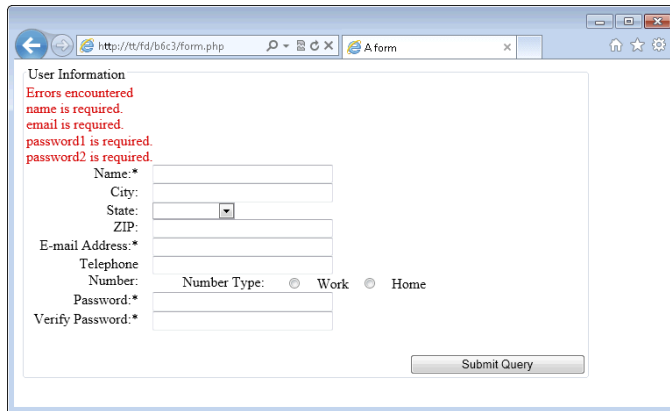 http://tt/fd/b6c3/form.php
A form
User Information
Errors encountered
name is required.
email is required.
password1 is required.
password2 is required.
Name:*
City:
State:
ZIP:
E-mail Address:*
Telephone
Number:
Number Type: Work Home
Password:*
Verify Password:*
Submit Query